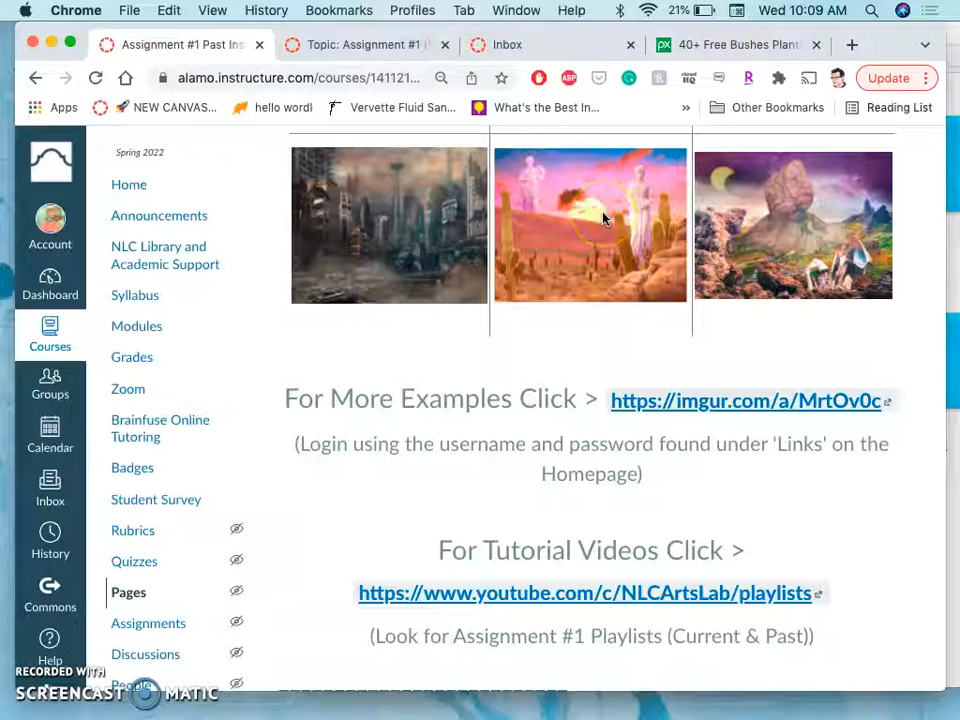 Chrome File Edit View History Bookmarks Profiles Tab Window Help 21% Wed 10:09 AM
Assignment #1 Past Ins Topic: Assignment #1 ( Inbox 40+ Free Bushes Plant
alamo.instructure.com/courses/141121... Update
Apps NEW CANVAS... hello word! Vervette Fluid San... What's the Best In... » Other Bookmarks Reading List
Account
Dashboard
Courses
Groups
Calendar
Inbox
History
Commons
Help
Spring 2022
Home
Announcements
NLC Library and
Academic Support
Syllabus
Modules
Grades
Zoom
Brainfuse Online
Tutoring
Badges
Student Survey
Rubrics
Quizzes
Pages
Assignments
Discussions
People
For More Examples Click > https://imgur.com/a/MrtOv0c
(Login using the username and password found under 'Links' on the
Homepage)
For Tutorial Videos Click >
https://www.youtube.com/c/NLCArtsLab/playlists
(Look for Assignment #1 Playlists (Current & Past))
RECORDED WITH
SCREENCAST MATIC